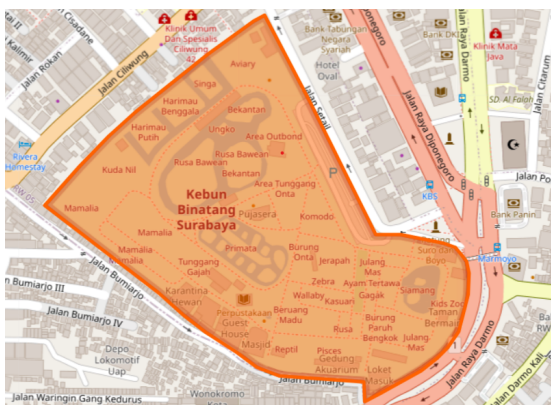 Jalan Cisadane
Jalan Rokan
Jalan Ciliwung
Klinik Umum
Dan Spesialis
Ciliwung
42
Rivera
Homestay
Bank Tabungan
Negara
Syariah
Hotel
Oval
Bank DKI
Klinik Mata
Java
Jalan Raya Darmo
Jalan Raya Diponegoro
Jalan Citarum
SD. Al Falah
Jalan Setail
P
KBS
Bank Panin
Marmoyo
Aviary
Singa
Harimau
Benggala
Bekantan
Harimau
Putih
Ungko
Area Outbond
Rusa Bawean
Rusa Bawean
Bekantan
Kuda Nil
Area Tunggang
Onta
Kebun
Binatang
Surabaya
Pujasera
Komodo
Mamalia
Mamalia
Mamalia
Mamalia
Primata
Burung
Onta
Jerapah
Julang
Mas
Tunggang
Gajah
Zebra
Ayam Tertawa
Gagak
Siamang
Karantina
Hewan
Wallaby
Kasuari
Kids Zoo
Taman
Bermain
Perpustakaan
Guest
House
Beruang
Madu
Rusa
Burung
Paruh
Bengkok
Julang
Mas
Masjid
Reptil
Pisces
Gedung
Akuarium
Loket
Masuk
Jalan Bumiarjo
Jalan Bumiarjo
Jalan Bumiarjo IV
Depo
Lokomotif
Uap
Wonokromo
Jalan Waringin Gang Kedurus
Jalan Raya Darmo
Jalan Darmo Kali